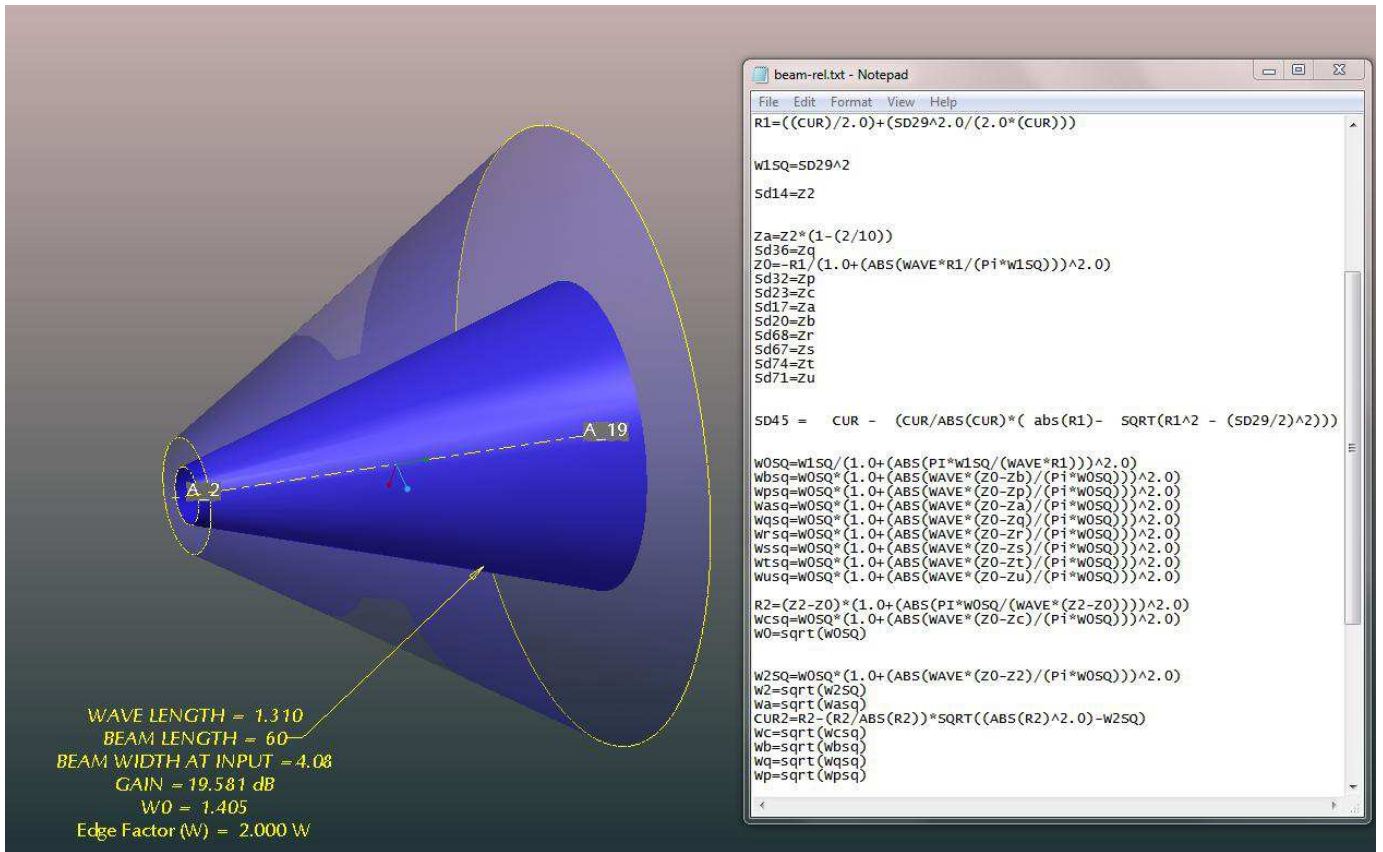 A_19
A_2
WAVE LENGTH = 1.310
BEAM LENGTH = 60
BEAM WIDTH AT INPUT = 4.08
GAIN = 19.581 dB
W0 = 1.405
Edge Factor (W) = 2.000 W
beam-rel.txt - Notepad
File Edit Format View Help
R1=((CUR)/2.0)+(SD29^2.0/(2.0*(CUR)))
W1SQ=SD29^2
Sd14=Z2
Za=Z2*(1-(2/10))
Sd36=Zq
Z0=-R1/(1.0+(ABS(WAVE*R1/(Pi*W1SQ)))^2.0)
Sd32=Zp
Sd23=Zc
Sd17=Za
Sd20=Zb
Sd68=Zr
Sd67=Zs
Sd74=Zt
Sd71=Zu
SD45 = CUR - (CUR/ABS(CUR)*( abs(R1)- SQRT(R1^2 - (SD29/2)^2)))
W0SQ=W1SQ/(1.0+(ABS(PI*W1SQ/(WAVE*R1)))^2.0)
Wbsq=W0SQ*(1.0+(ABS(WAVE*(Z0-Zb)/(Pi*W0SQ)))^2.0)
Wpsq=W0SQ*(1.0+(ABS(WAVE*(Z0-Zp)/(Pi*W0SQ)))^2.0)
Wasq=W0SQ*(1.0+(ABS(WAVE*(Z0-Za)/(Pi*W0SQ)))^2.0)
Wqsq=W0SQ*(1.0+(ABS(WAVE*(Z0-Zq)/(Pi*W0SQ)))^2.0)
Wrsq=W0SQ*(1.0+(ABS(WAVE*(Z0-Zr)/(Pi*W0SQ)))^2.0)
Wssq=W0SQ*(1.0+(ABS(WAVE*(Z0-Zs)/(Pi*W0SQ)))^2.0)
Wtsq=W0SQ*(1.0+(ABS(WAVE*(Z0-Zt)/(Pi*W0SQ)))^2.0)
Wusq=W0SQ*(1.0+(ABS(WAVE*(Z0-Zu)/(Pi*W0SQ)))^2.0)
R2=(Z2-Z0)*(1.0+(ABS(PI*W0SQ/(WAVE*(Z2-Z0))))^2.0)
Wcsq=W0SQ*(1.0+(ABS(WAVE*(Z0-Zc)/(Pi*W0SQ)))^2.0)
W0=sqrt(W0SQ)
W2SQ=W0SQ*(1.0+(ABS(WAVE*(Z0-Z2)/(Pi*W0SQ)))^2.0)
W2=sqrt(W2SQ)
Wa=sqrt(Wasq)
CUR2=R2-(R2/ABS(R2))*SQRT((ABS(R2)^2.0)-W2SQ)
Wc=sqrt(Wcsq)
Wb=sqrt(Wbsq)
Wq=sqrt(Wqsq)
Wp=sqrt(Wpsq)